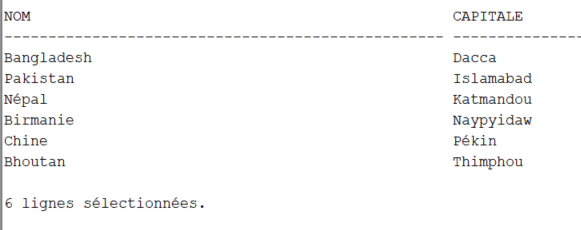 NOM CAPITALE
-------------------------------------------------- ---------------
Bangladesh Dacca
Pakistan Islamabad
Népal Katmandou
Birmanie Naypyidaw
Chine Pékin
Bhoutan Thimphou
6 lignes sélectionnées.